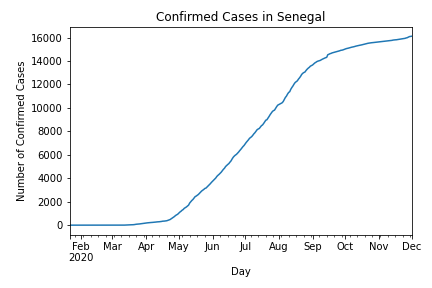 Confirmed Cases in Senegal
Number of Confirmed Cases
16000
14000
12000
10000
8000
6000
4000
2000
0
Feb Mar Apr May Jun Jul Aug Sep Oct Nov Dec
2020
Day